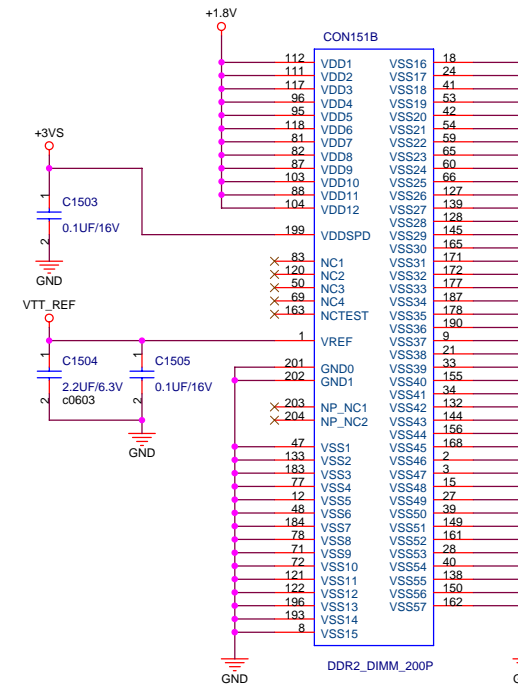 +1.8V
CON151B
112 VDD1 VSS16 18
111 VDD2 VSS17 24
117 VDD3 VSS18 41
96 VDD4 VSS19 53
95 VDD5 VSS20 42
118 VDD6 VSS21 54
81 VDD7 VSS22 59
82 VDD8 VSS23 65
87 VDD9 VSS24 60
103 VDD10 VSS25 66
88 VDD11 VSS26 127
104 VDD12 VSS27 139
VSS28 128
199 VDDSPD VSS29 145
VSS30 165
83 NC1 VSS31 171
120 NC2 VSS32 172
50 NC3 VSS33 177
69 NC4 VSS34 187
163 NCTEST VSS35 178
VSS36 190
1 VREF VSS37 9
VSS38 21
201 GND0 VSS39 33
202 GND1 VSS40 155
VSS41 34
203 NP_NC1 VSS42 132
204 NP_NC2 VSS43 144
VSS44 156
47 VSS1 VSS45 168
133 VSS2 VSS46 2
183 VSS3 VSS47 3
77 VSS4 VSS48 15
12 VSS5 VSS49 27
48 VSS6 VSS50 39
184 VSS7 VSS51 149
78 VSS8 VSS52 161
71 VSS9 VSS53 28
72 VSS10 VSS54 40
121 VSS11 VSS55 138
122 VSS12 VSS56 150
196 VSS13 VSS57 162
193 VSS14
8 VSS15
DDR2_DIMM_200P
GND
+3VS
1
C1503
0.1UF/16V
2
GND
VTT_REF
1 1
C1504 C1505
2.2UF/6.3V 0.1UF/16V
c0603
2 2
GND